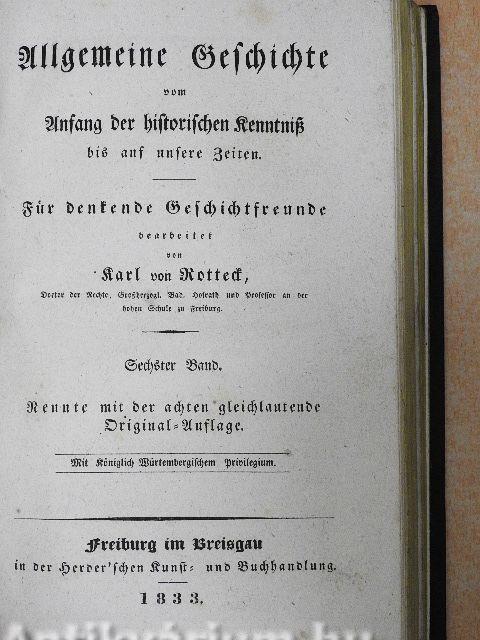 Allgemeine Geschichte
vom
Anfang der historischen Kenntniß
bis auf unsere Zeiten.
Für denkende Geschichtfreunde
bearbeitet
von
Karl von Rotteck,
Doctor der Rechte, Großherzogl. Bad. Hofrath und Professor an der
hohen Schule zu Freiburg.
Sechster Band.
Neunte mit der achten gleichlautende
Original-Auflage.
Mit Königlich Würtembergischem Privilegium.
Freiburg im Breisgau
in der Herder'schen Kunst- und Buchhandlung.
1833.
Antikvárium.hu